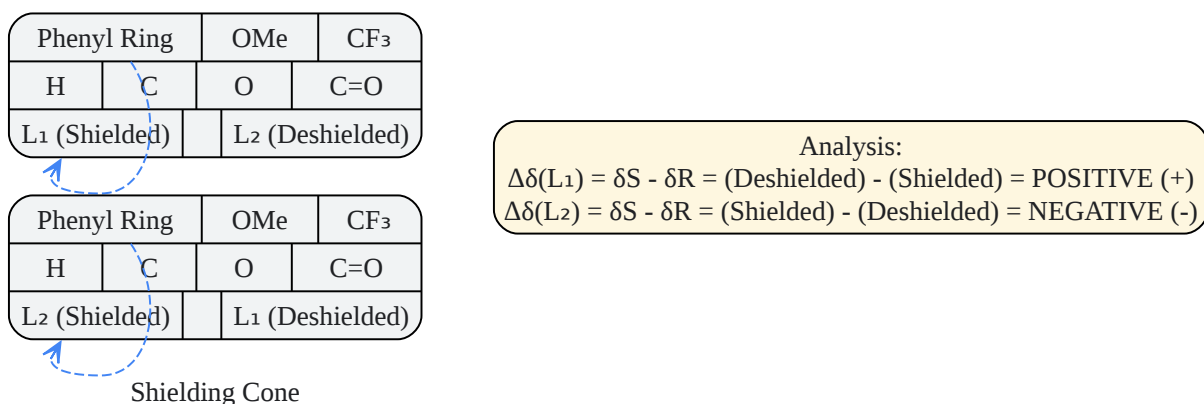 Phenyl Ring OMe CF₃
H C O C=O
L₁ (Shielded) L₂ (Deshielded)
Phenyl Ring OMe CF₃
H C O C=O
L₂ (Shielded) L₁ (Deshielded)
Shielding Cone
Analysis:
Δδ(L₁) = δS - δR = (Deshielded) - (Shielded) = POSITIVE (+)
Δδ(L₂) = δS - δR = (Shielded) - (Deshielded) = NEGATIVE (-)